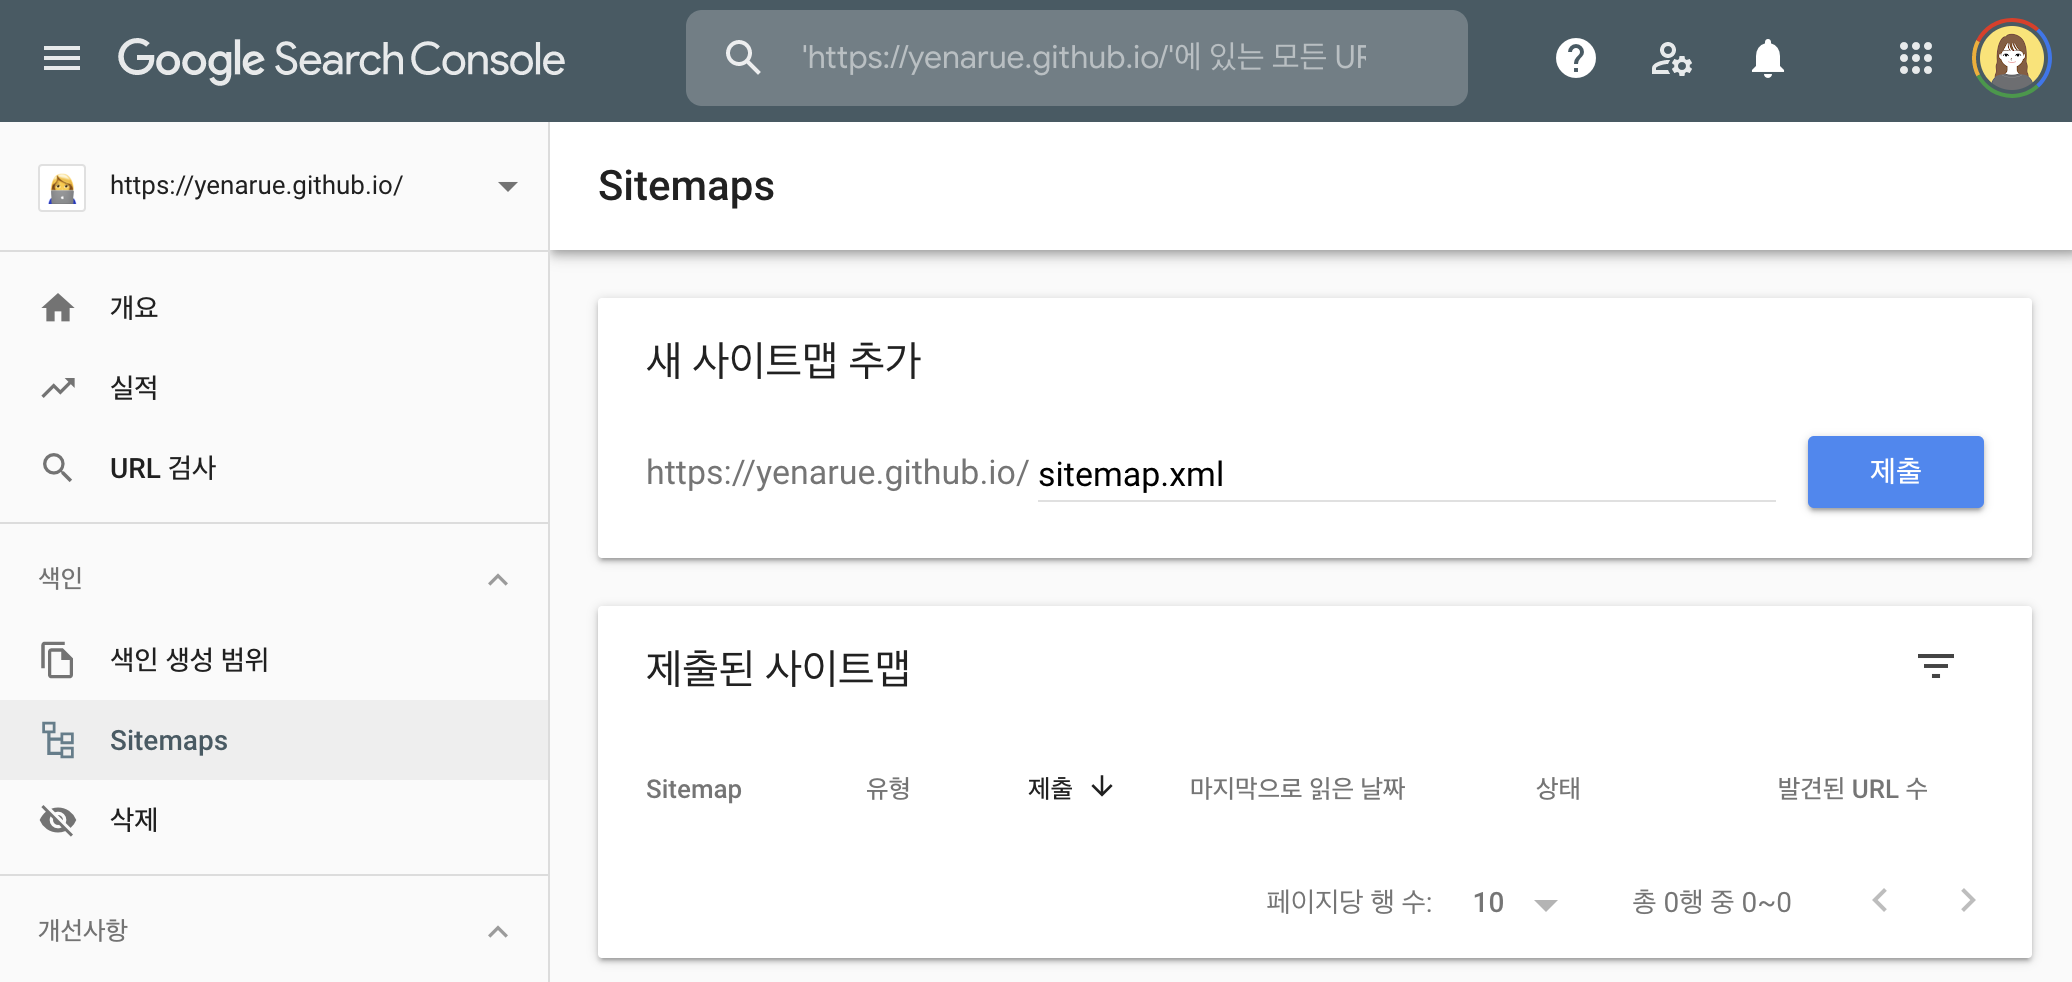 Google Search Console
'https://yenarue.github.io/'에 있는 모든 UR
https://yenarue.github.io/
개요
실적
URL 검사
색인
색인 생성 범위
Sitemaps
삭제
개선사항
Sitemaps
새 사이트맵 추가
https://yenarue.github.io/ sitemap.xml
제출
제출된 사이트맵
Sitemap 유형 제출 마지막으로 읽은 날짜 상태 발견된 URL 수
페이지당 행 수: 10 총 0행 중 0~0